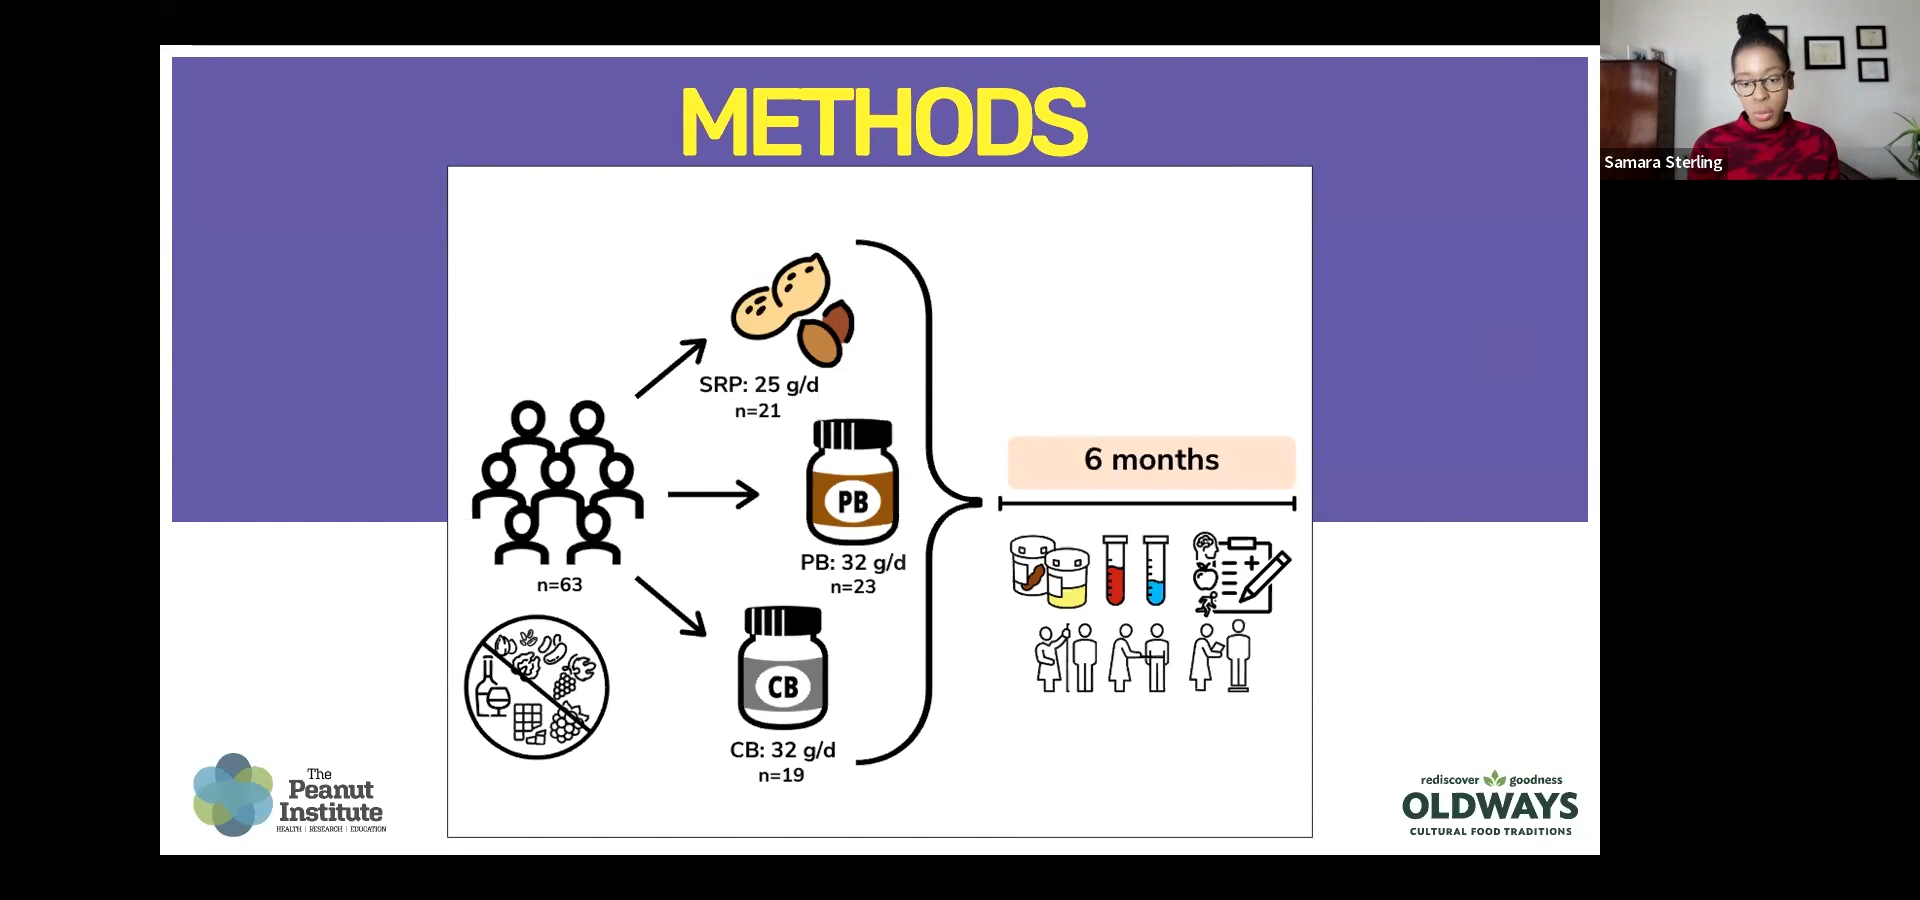 METHODS
Samara Sterling
SRP: 25 g/d
n=21
PB
PB: 32 g/d
n=23
n=63
CB
CB: 32 g/d
n=19
6 months
The
Peanut
Institute
HEALTH | RESEARCH | EDUCATION
rediscover goodness
OLDWAYS
CULTURAL FOOD TRADITIONS